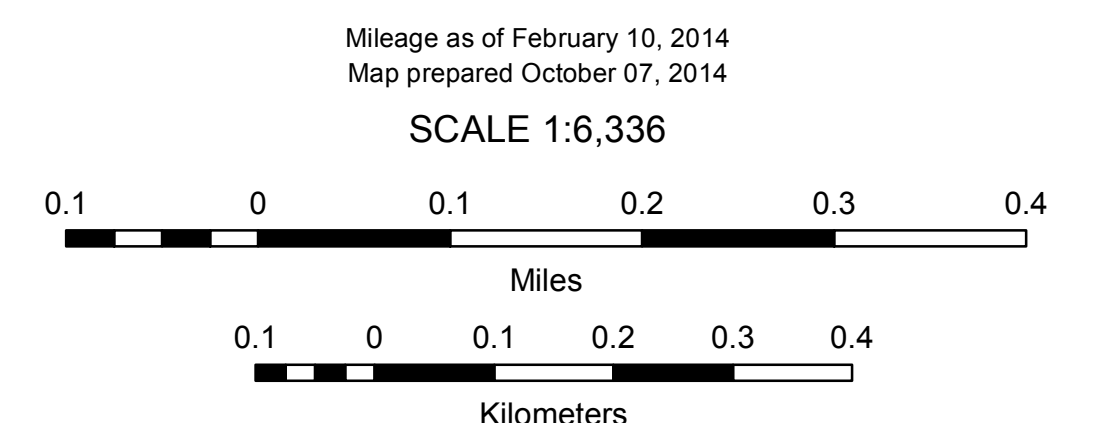 Mileage as of February 10, 2014
Map prepared October 07, 2014
SCALE 1:6,336
0.1 0 0.1 0.2 0.3 0.4
Miles
0.1 0 0.1 0.2 0.3 0.4
Kilometers